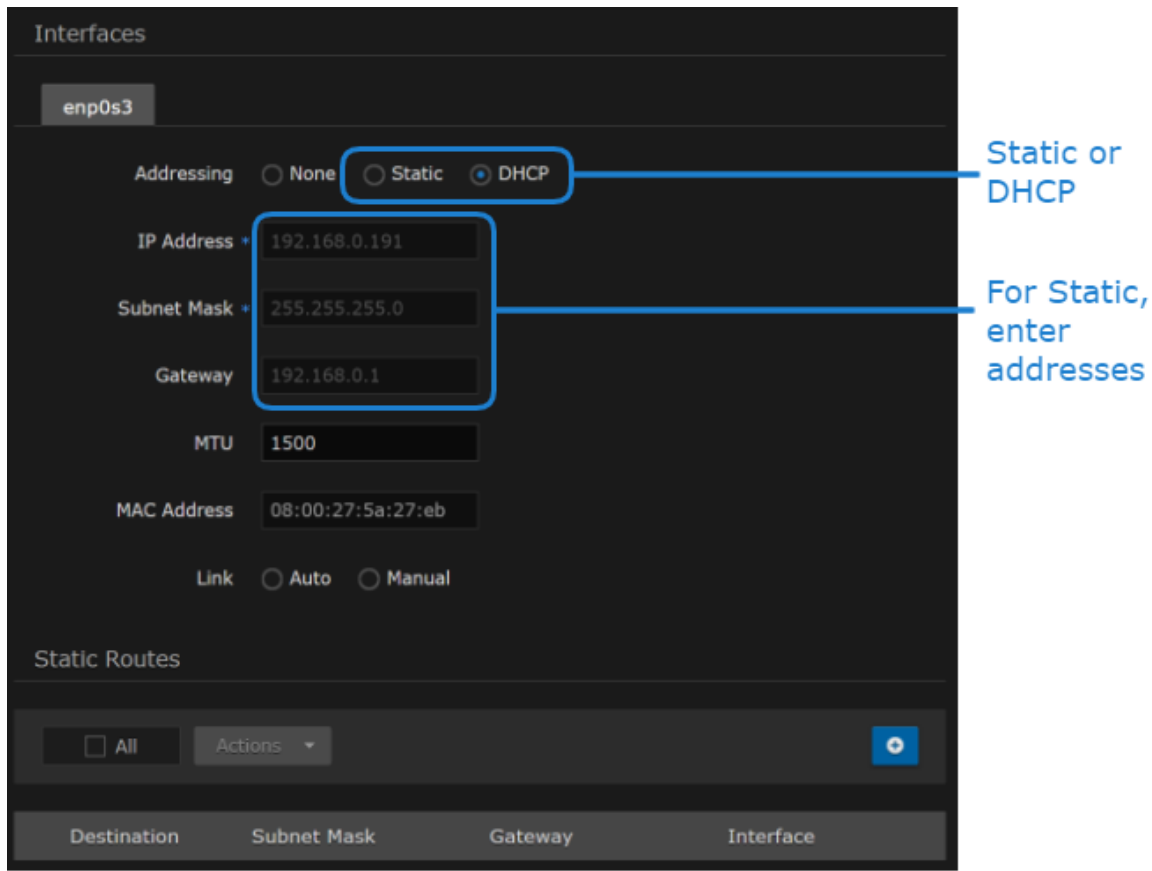 Interfaces
enp0s3
Addressing None Static DHCP
Static or
DHCP
IP Address * 192.168.0.191
Subnet Mask * 255.255.255.0
For Static,
enter
addresses
Gateway 192.168.0.1
MTU 1500
MAC Address 08:00:27:5a:27:eb
Link Auto Manual
Static Routes
All Actions
Destination Subnet Mask Gateway Interface